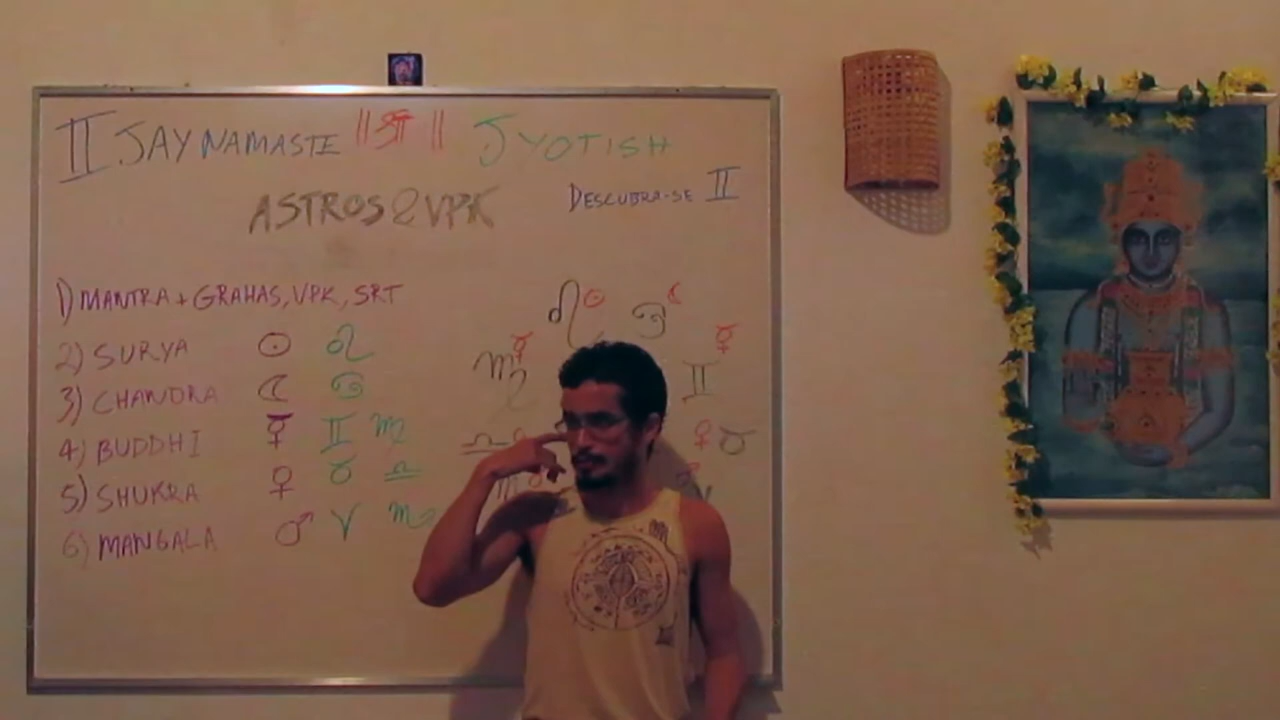 II JAY NAMASTE ॥ श्री ॥ JYOTISH
ASTROS & VPK DESCUBRA-SE II
1) MANTRA + GRAHAS, VPK, SRT
2) SURYA ☉ ♌
3) CHANDRA ☾ ♋
4) BUDDHI ☿ ♊ ♍
5) SHUKRA ♀ ♉ ♎
6) MANGALA ♂ ♈ ♏
♌ ☉ ♋ ☾
♍ ☿ ♊ ☿
♎ ♀ ♀ ♉